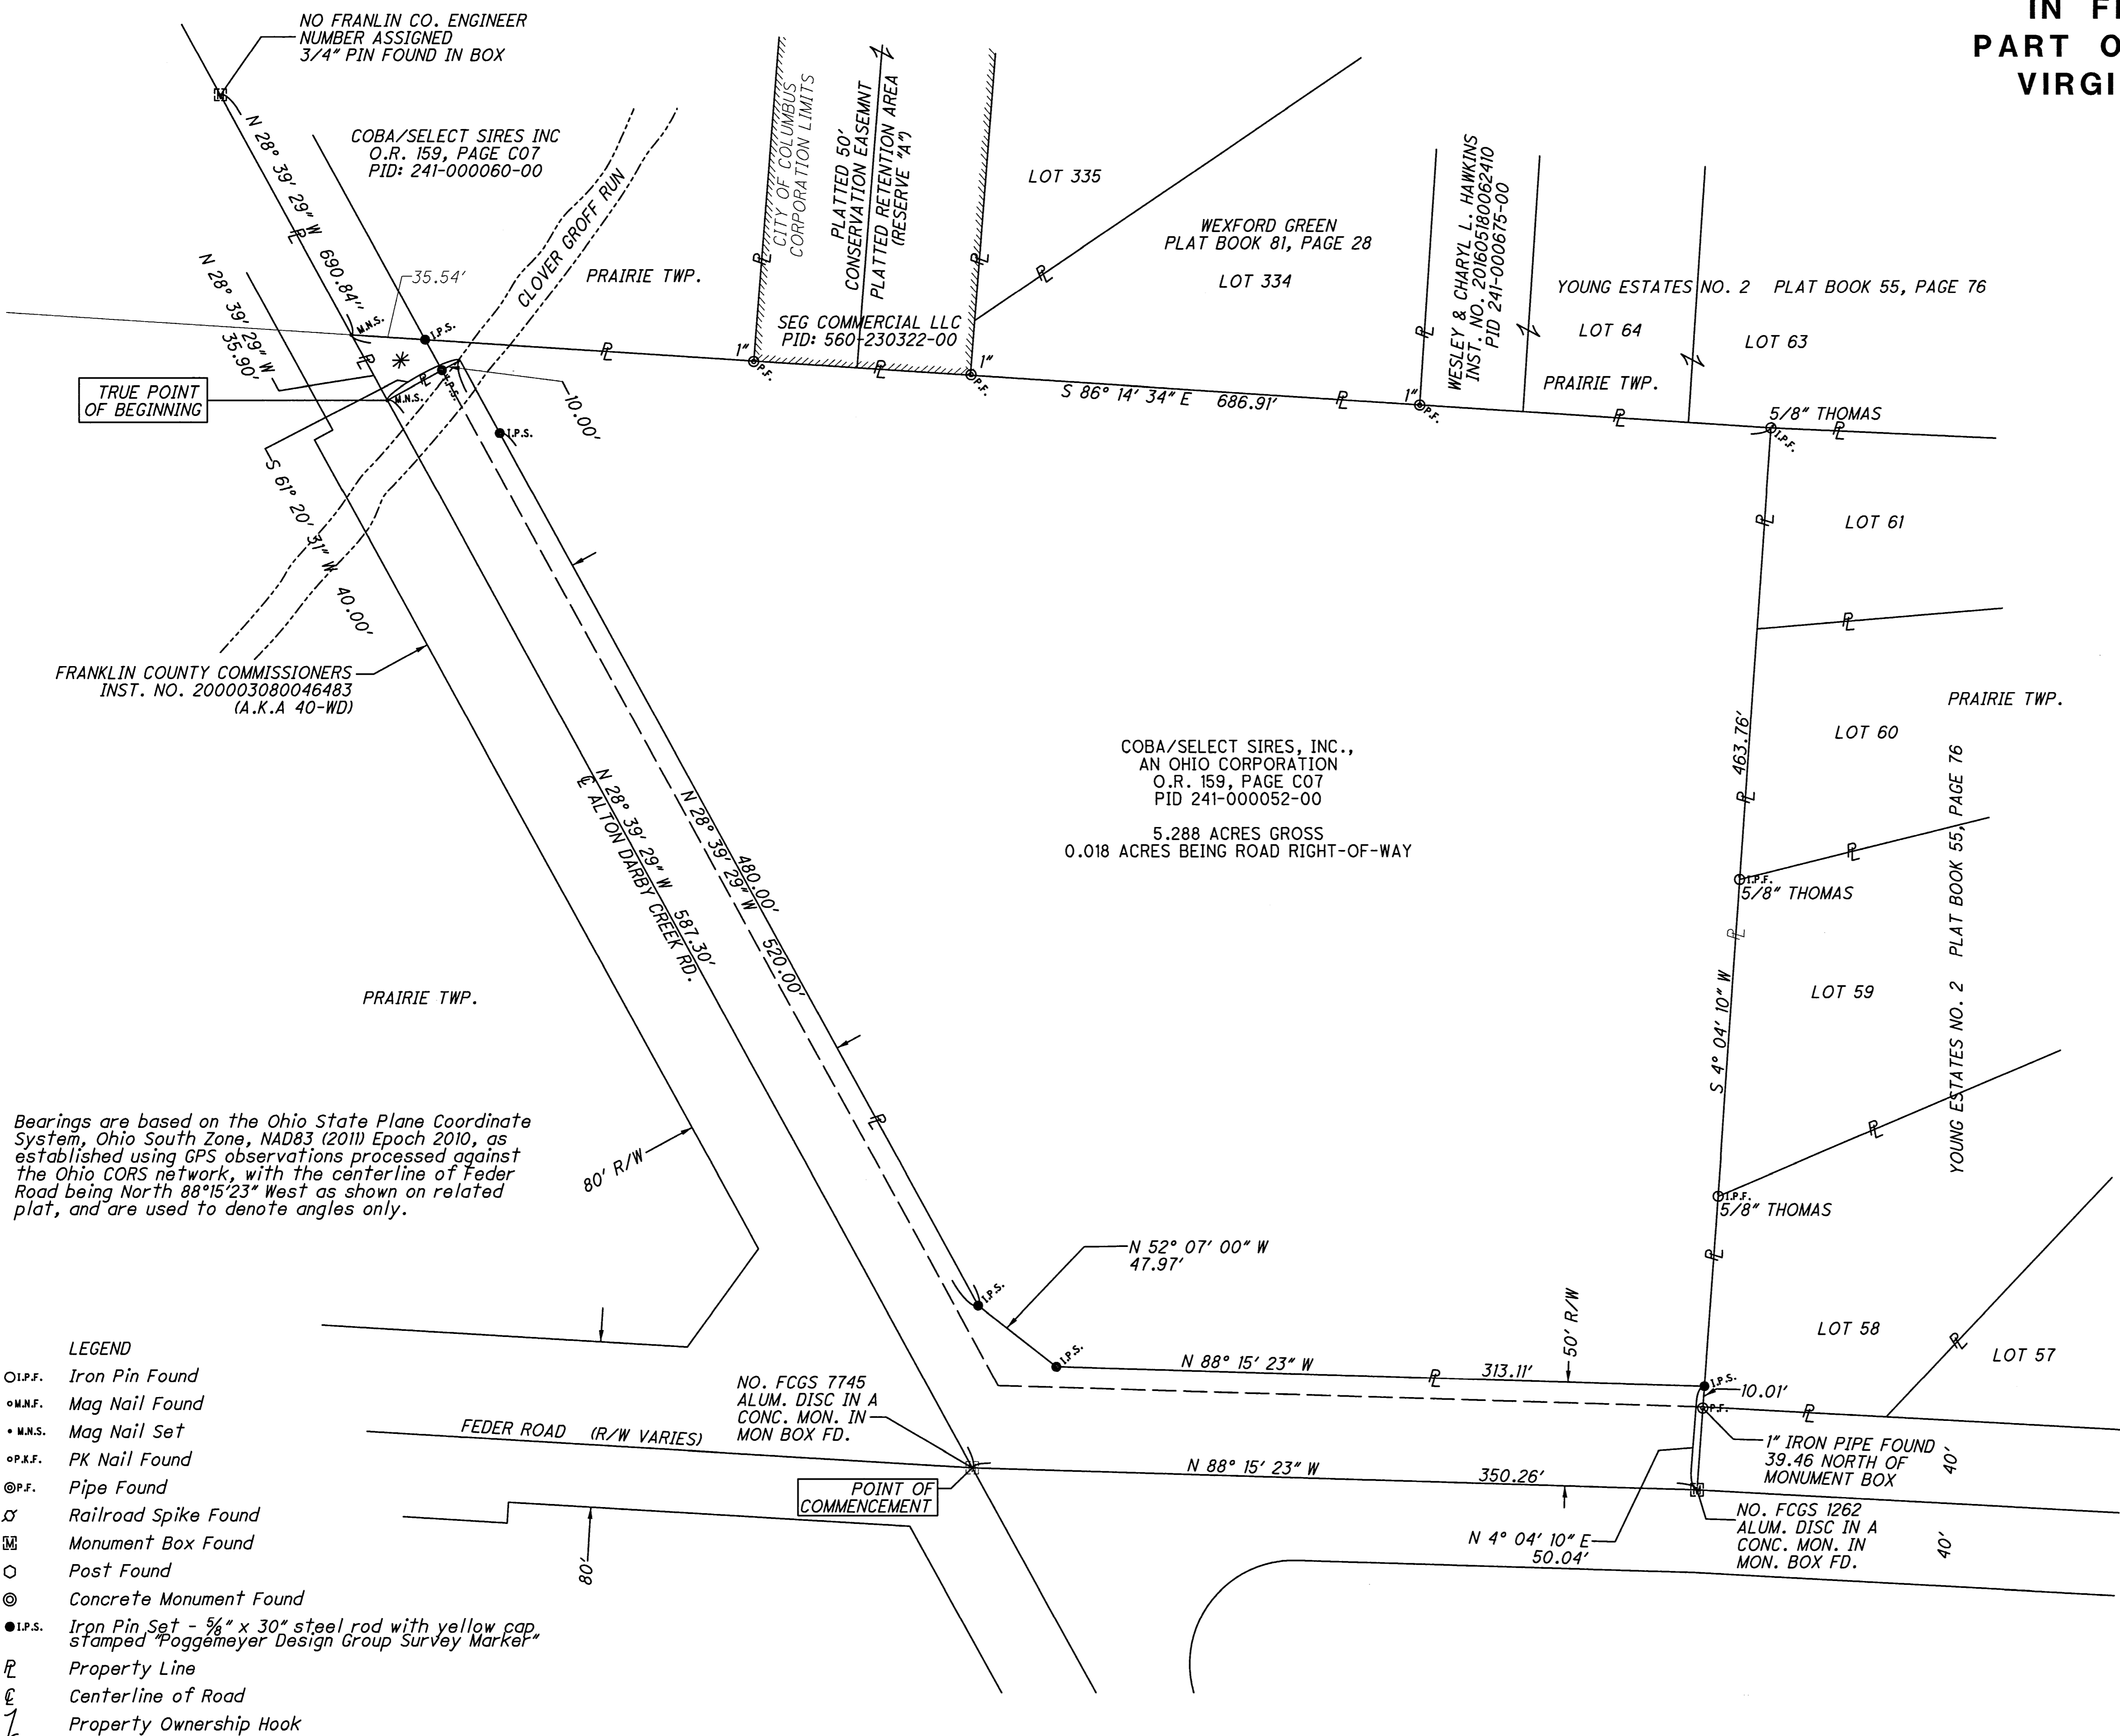 IN F
PART O
VIRGI
NO FRANLIN CO. ENGINEER
NUMBER ASSIGNED
3/4" PIN FOUND IN BOX
COBA/SELECT SIRES INC
O.R. 159, PAGE C07
PID: 241-000060-00
N 28° 39' 29" W 690.84'
CLOVER GROFF RUN
PRAIRIE TWP.
CITY OF COLUMBUS
CORPORATION LIMITS
PLATTED 50'
CONSERVATION EASEMNT
PLATTED RETENTION AREA
(RESERVE "A")
LOT 335
WEXFORD GREEN
PLAT BOOK 81, PAGE 28
LOT 334
WESLEY & CHARYL L. HAWKINS
INST. NO. 201605180062410
PID 241-000675-00
YOUNG ESTATES NO. 2 PLAT BOOK 55, PAGE 76
LOT 64
LOT 63
PRAIRIE TWP.
35.54'
M.N.S.
I.P.S.
N 28° 39' 29" W
35.90'
SEG COMMERCIAL LLC
PID: 560-230322-00
1"
P.F.
1"
P.F.
S 86° 14' 34" E 686.91'
1"
P.F.
5/8" THOMAS
I.P.F.
TRUE POINT
OF BEGINNING
M.N.S.
I.P.S.
10.00'
I.P.S.
S 61° 20' 31" W 40.00'
LOT 61
FRANKLIN COUNTY COMMISSIONERS
INST. NO. 200003080046483
(A.K.A 40-WD)
463.76'
PRAIRIE TWP.
LOT 60
COBA/SELECT SIRES, INC.,
AN OHIO CORPORATION
O.R. 159, PAGE C07
PID 241-000052-00
5.288 ACRES GROSS
0.018 ACRES BEING ROAD RIGHT-OF-WAY
N 28° 39' 29" W 587.30'
℄ ALTON DARBY CREEK RD.
480.00'
N 28° 39' 29" W 520.00'
I.P.F.
5/8" THOMAS
YOUNG ESTATES NO. 2 PLAT BOOK 55, PAGE 76
S 4° 04' 10" W
LOT 59
PRAIRIE TWP.
Bearings are based on the Ohio State Plane Coordinate
System, Ohio South Zone, NAD83 (2011) Epoch 2010, as
established using GPS observations processed against
the Ohio CORS network, with the centerline of Feder
Road being North 88°15'23" West as shown on related
plat, and are used to denote angles only.
80' R/W
I.P.F.
5/8" THOMAS
N 52° 07' 00" W
47.97'
I.P.S.
I.P.S.
50' R/W
LOT 58
LOT 57
N 88° 15' 23" W 313.11'
I.P.S.
10.01'
P.F.
NO. FCGS 7745
ALUM. DISC IN A
CONC. MON. IN
MON BOX FD.
FEDER ROAD (R/W VARIES)
1" IRON PIPE FOUND
39.46 NORTH OF
MONUMENT BOX
40'
N 88° 15' 23" W 350.26'
POINT OF
COMMENCEMENT
NO. FCGS 1262
ALUM. DISC IN A
CONC. MON. IN
MON. BOX FD.
N 4° 04' 10" E
50.04'
40'
80'
LEGEND
I.P.F. Iron Pin Found
M.N.F. Mag Nail Found
M.N.S. Mag Nail Set
P.K.F. PK Nail Found
P.F. Pipe Found
Railroad Spike Found
M Monument Box Found
Post Found
Concrete Monument Found
I.P.S. Iron Pin Set - 5/8" x 30" steel rod with yellow cap
stamped "Poggemeyer Design Group Survey Marker"
Property Line
Centerline of Road
Property Ownership Hook